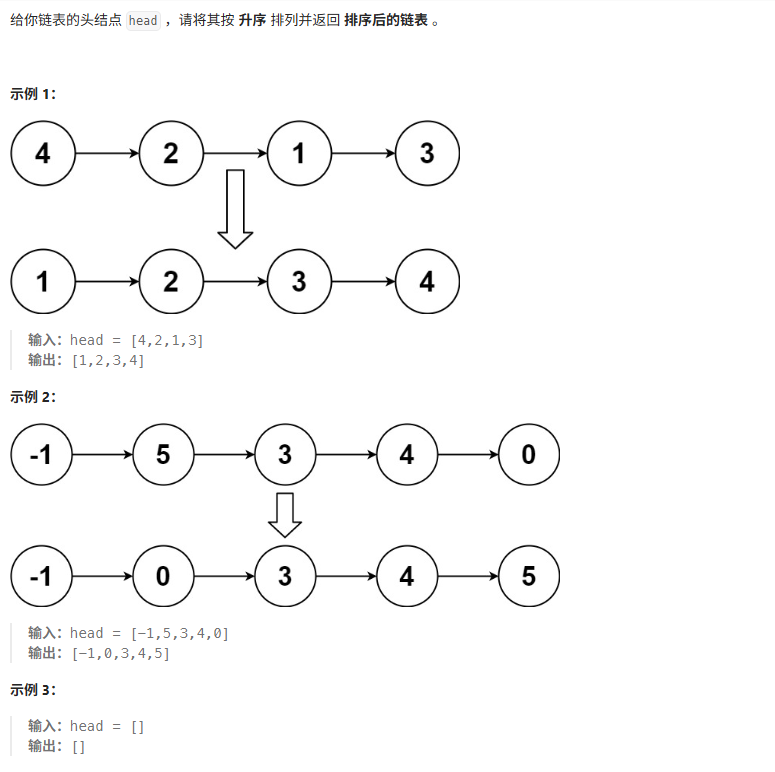 给你链表的头结点 head ，请将其按 升序 排列并返回 排序后的链表 。
示例 1：
4 2 1 3
1 2 3 4
输入：head = [4,2,1,3]
输出：[1,2,3,4]
示例 2：
-1 5 3 4 0
-1 0 3 4 5
输入：head = [-1,5,3,4,0]
输出：[-1,0,3,4,5]
示例 3：
输入：head = []
输出：[]